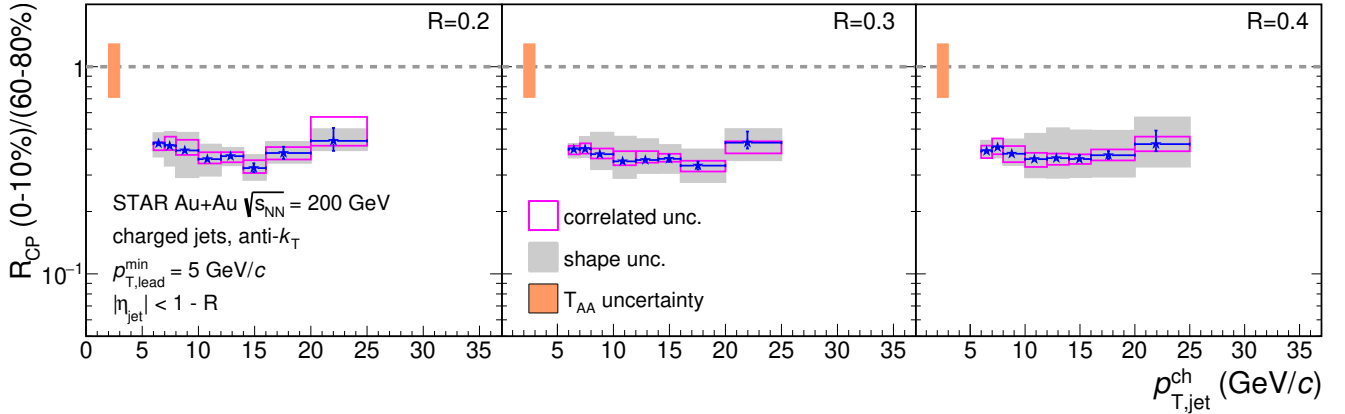 R=0.2
R=0.3
R=0.4
R_CP (0-10%)/(60-80%)
1
10⁻¹
STAR Au+Au √s_NN = 200 GeV
charged jets, anti-k_T
p_T,lead^min = 5 GeV/c
|η_jet| < 1 - R
correlated unc.
shape unc.
T_AA uncertainty
0 5 10 15 20 25 30 35 5 10 15 20 25 30 35 5 10 15 20 25 30 35
p_T,jet^ch (GeV/c)